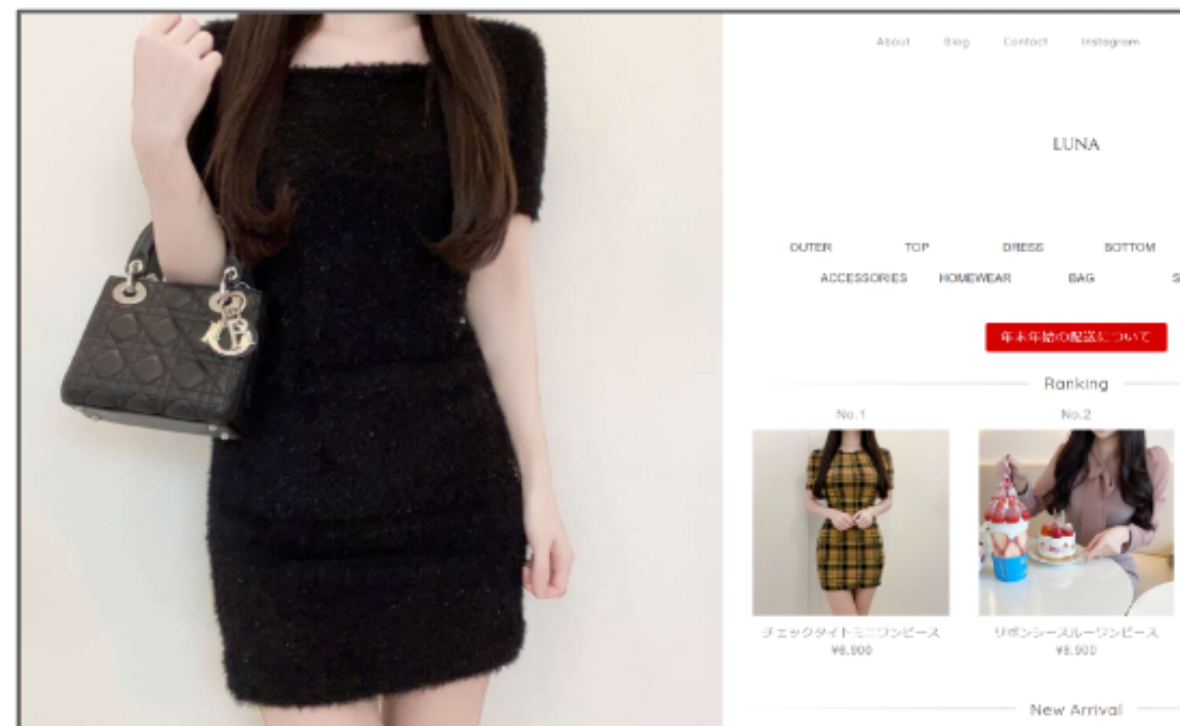 About Blog Contact Instagram
LUNA
OUTER TOP DRESS BOTTOM
ACCESSORIES HOMEWEAR BAG S
年末年始の配送について
Ranking
No.1 No.2
チェックタイトミニワンピース リボンシースルーワンピース
¥6,900 ¥8,900
New Arrival